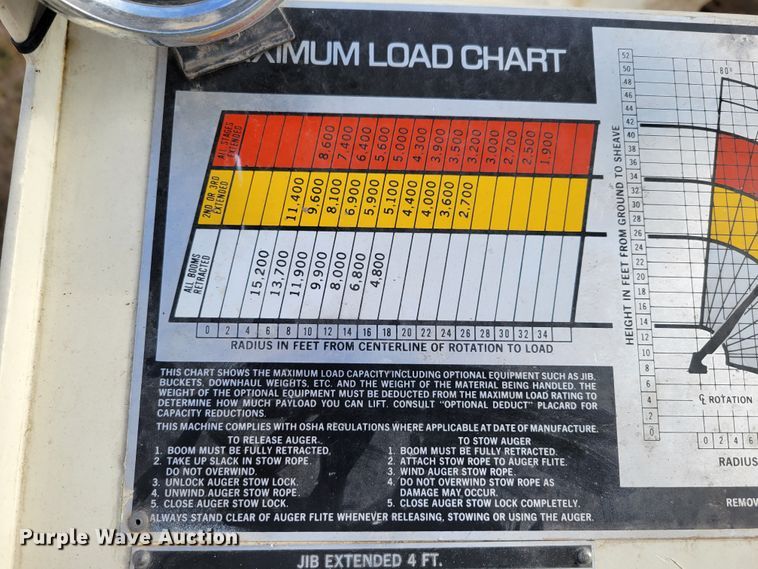 MAXIMUM LOAD CHART
ALL STAGES
EXTENDED
8,600 7,400 6,400 5,600 5,000 4,300 3,900 3,500 3,200 3,000 2,700 2,500 1,900
2ND OR 3RD
EXTENDED
11,400 9,600 8,100 6,900 5,900 5,100 4,400 4,000 3,600 2,700
ALL BOOMS
RETRACTED
15,200 13,700 11,900 9,900 8,000 6,800 4,800
0 2 4 6 8 10 12 14 16 18 20 22 24 26 28 30 32 34
RADIUS IN FEET FROM CENTERLINE OF ROTATION TO LOAD
THIS CHART SHOWS THE MAXIMUM LOAD CAPACITY INCLUDING OPTIONAL EQUIPMENT SUCH AS JIB,
BUCKETS, DOWNHAUL WEIGHTS, ETC. AND THE WEIGHT OF THE MATERIAL BEING HANDLED. THE
WEIGHT OF THE OPTIONAL EQUIPMENT MUST BE DEDUCTED FROM THE MAXIMUM LOAD RATING TO
DETERMINE HOW MUCH PAYLOAD YOU CAN LIFT. CONSULT "OPTIONAL DEDUCT" PLACARD FOR
CAPACITY REDUCTIONS.
THIS MACHINE COMPLIES WITH OSHA REGULATIONS WHERE APPLICABLE AT DATE OF MANUFACTURE.
TO RELEASE AUGER
1. BOOM MUST BE FULLY RETRACTED.
2. TAKE UP SLACK IN STOW ROPE.
DO NOT OVERWIND.
3. UNLOCK AUGER STOW LOCK.
4. UNWIND AUGER STOW ROPE.
5. CLOSE AUGER STOW LOCK.
TO STOW AUGER
1. BOOM MUST BE FULLY RETRACTED.
2. ATTACH STOW ROPE TO AUGER FLITE.
3. WIND AUGER STOW ROPE.
4. DO NOT OVERWIND STOW ROPE AS
DAMAGE MAY OCCUR.
5. CLOSE AUGER STOW LOCK COMPLETELY.
ALWAYS STAND CLEAR OF AUGER FLITE WHENEVER RELEASING, STOWING OR USING THE AUGER.
HEIGHT IN FEET FROM GROUND TO SHEAVE
52
50
48
46
44
42
40
38
36
34
32
30
28
26
24
22
20
18
16
14
12
10
8
6
4
.2
0
80°
℄ ROTATION
0 2 4 6
RADIUS
REMOV
JIB EXTENDED 4 FT.
Purple Wave Auction